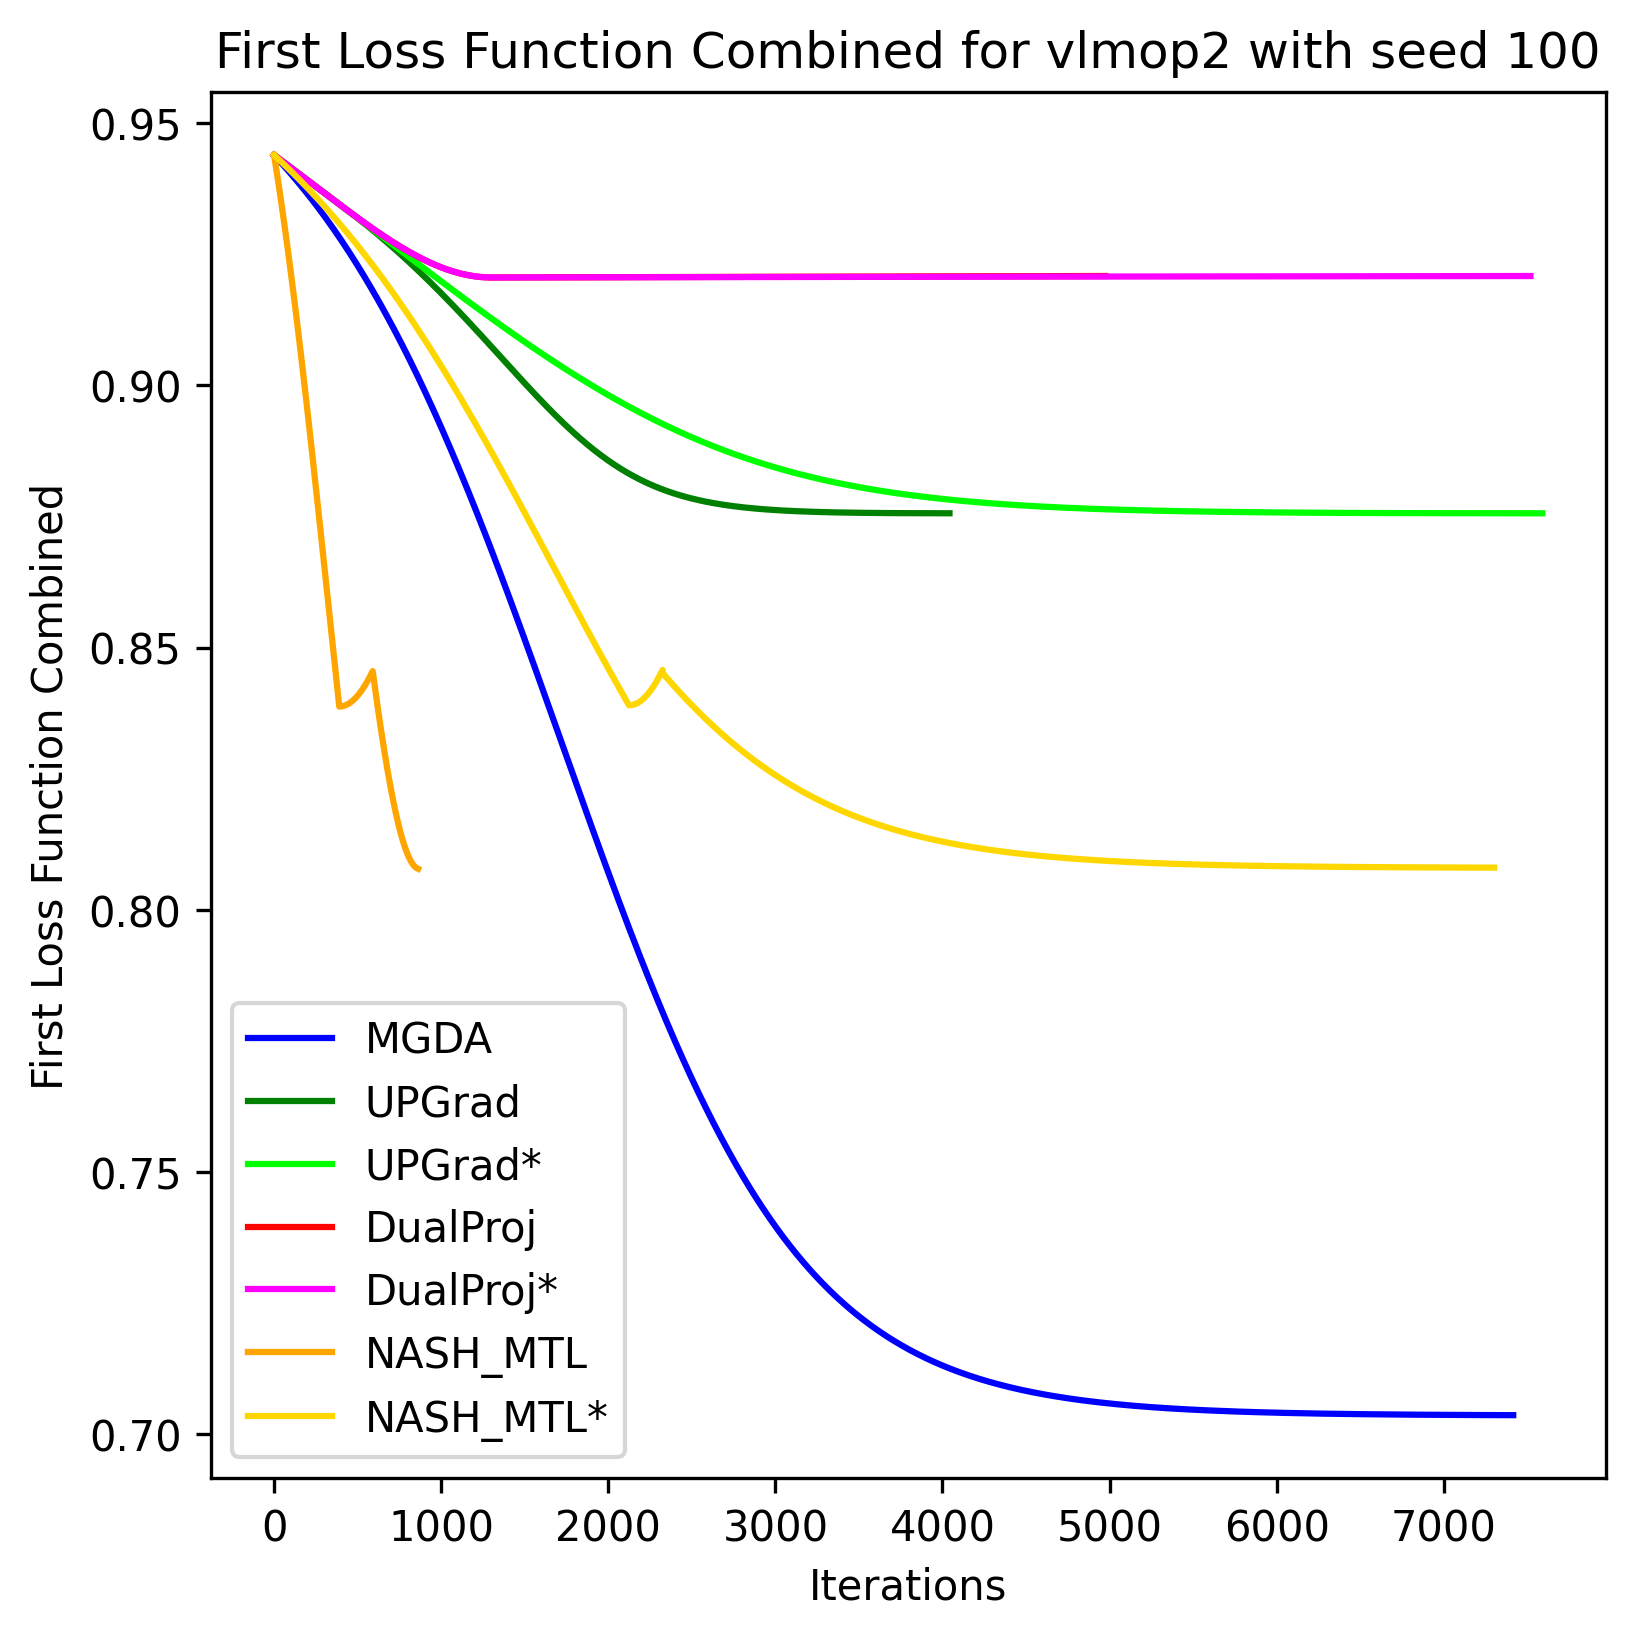 First Loss Function Combined for vlmop2 with seed 100
First Loss Function Combined
0.95
0.90
0.85
0.80
0.75
0.70
MGDA
UPGrad
UPGrad*
DualProj
DualProj*
NASH_MTL
NASH_MTL*
0 1000 2000 3000 4000 5000 6000 7000
Iterations